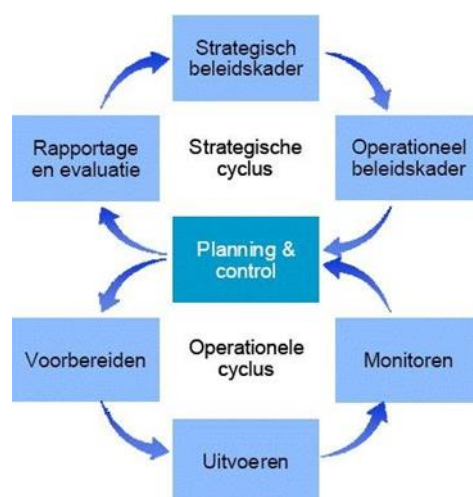 Strategisch
beleidskader
Rapportage
en evaluatie
Strategische
cyclus
Operationeel
beleidskader
Planning &
control
Voorbereiden
Operationele
cyclus
Monitoren
Uitvoeren